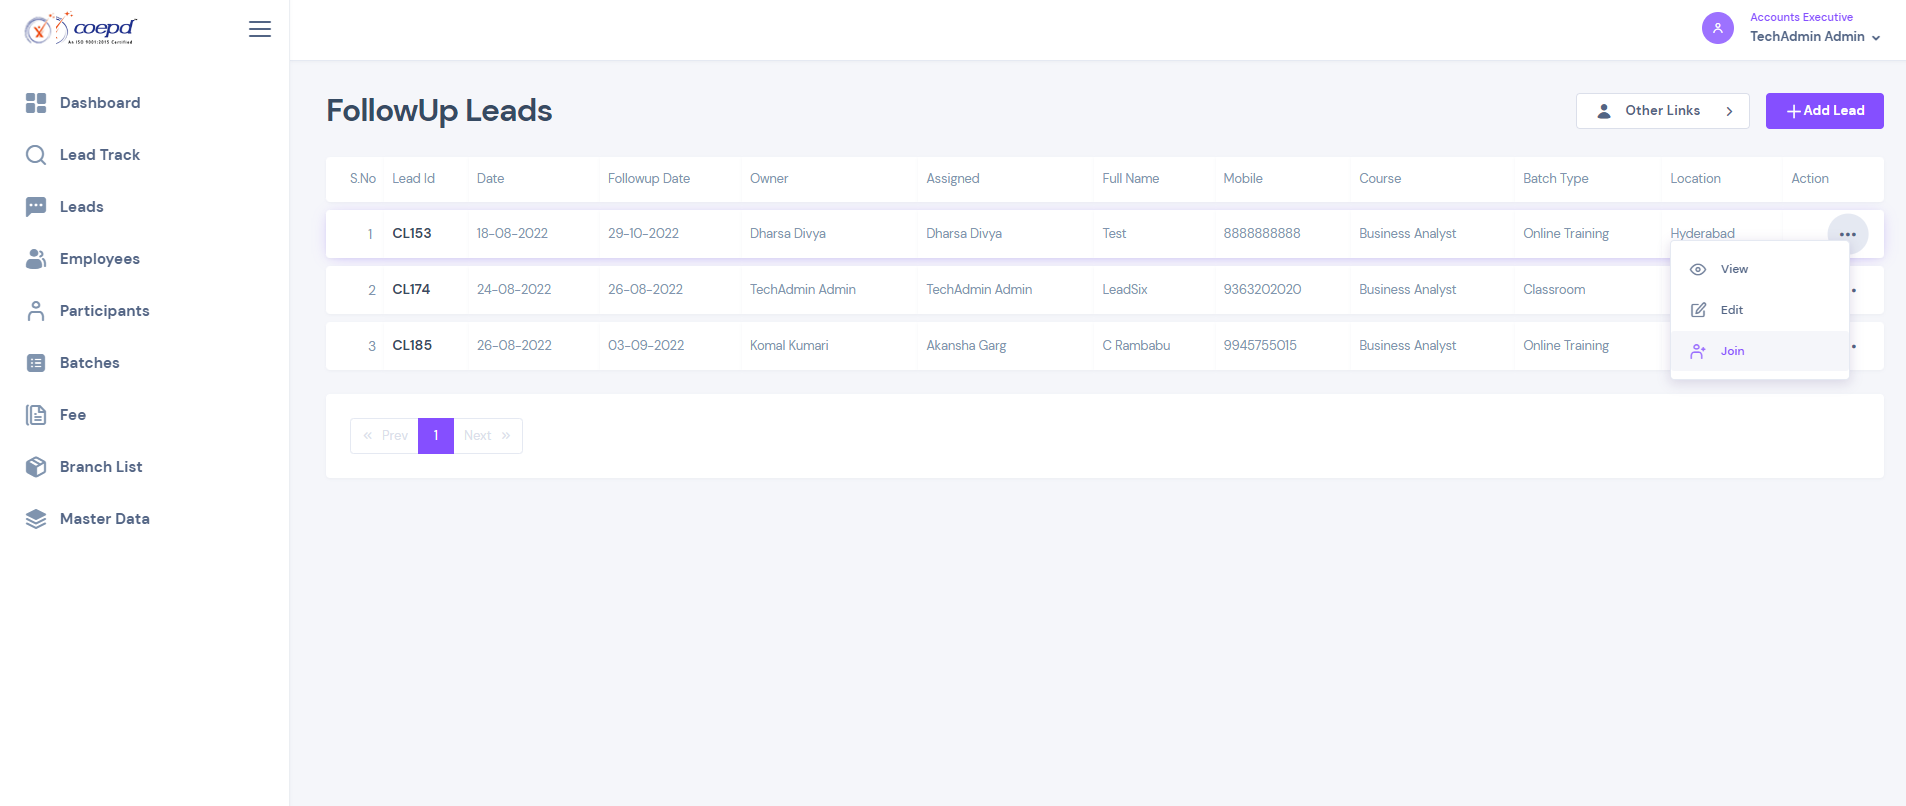 coepd
An ISO 9001:2015 Certified
Accounts Executive
TechAdmin Admin
Dashboard
Lead Track
Leads
Employees
Participants
Batches
Fee
Branch List
Master Data
FollowUp Leads
Other Links
Add Lead
S.No Lead Id Date Followup Date Owner Assigned Full Name Mobile Course Batch Type Location Action
1 CL153 18-08-2022 29-10-2022 Dharsa Divya Dharsa Divya Test 8888888888 Business Analyst Online Training Hyderabad
2 CL174 24-08-2022 26-08-2022 TechAdmin Admin TechAdmin Admin LeadSix 9363202020 Business Analyst Classroom
3 CL185 26-08-2022 03-09-2022 Komal Kumari Akansha Garg C Rambabu 9945755015 Business Analyst Online Training
View
Edit
Join
« Prev 1 Next »